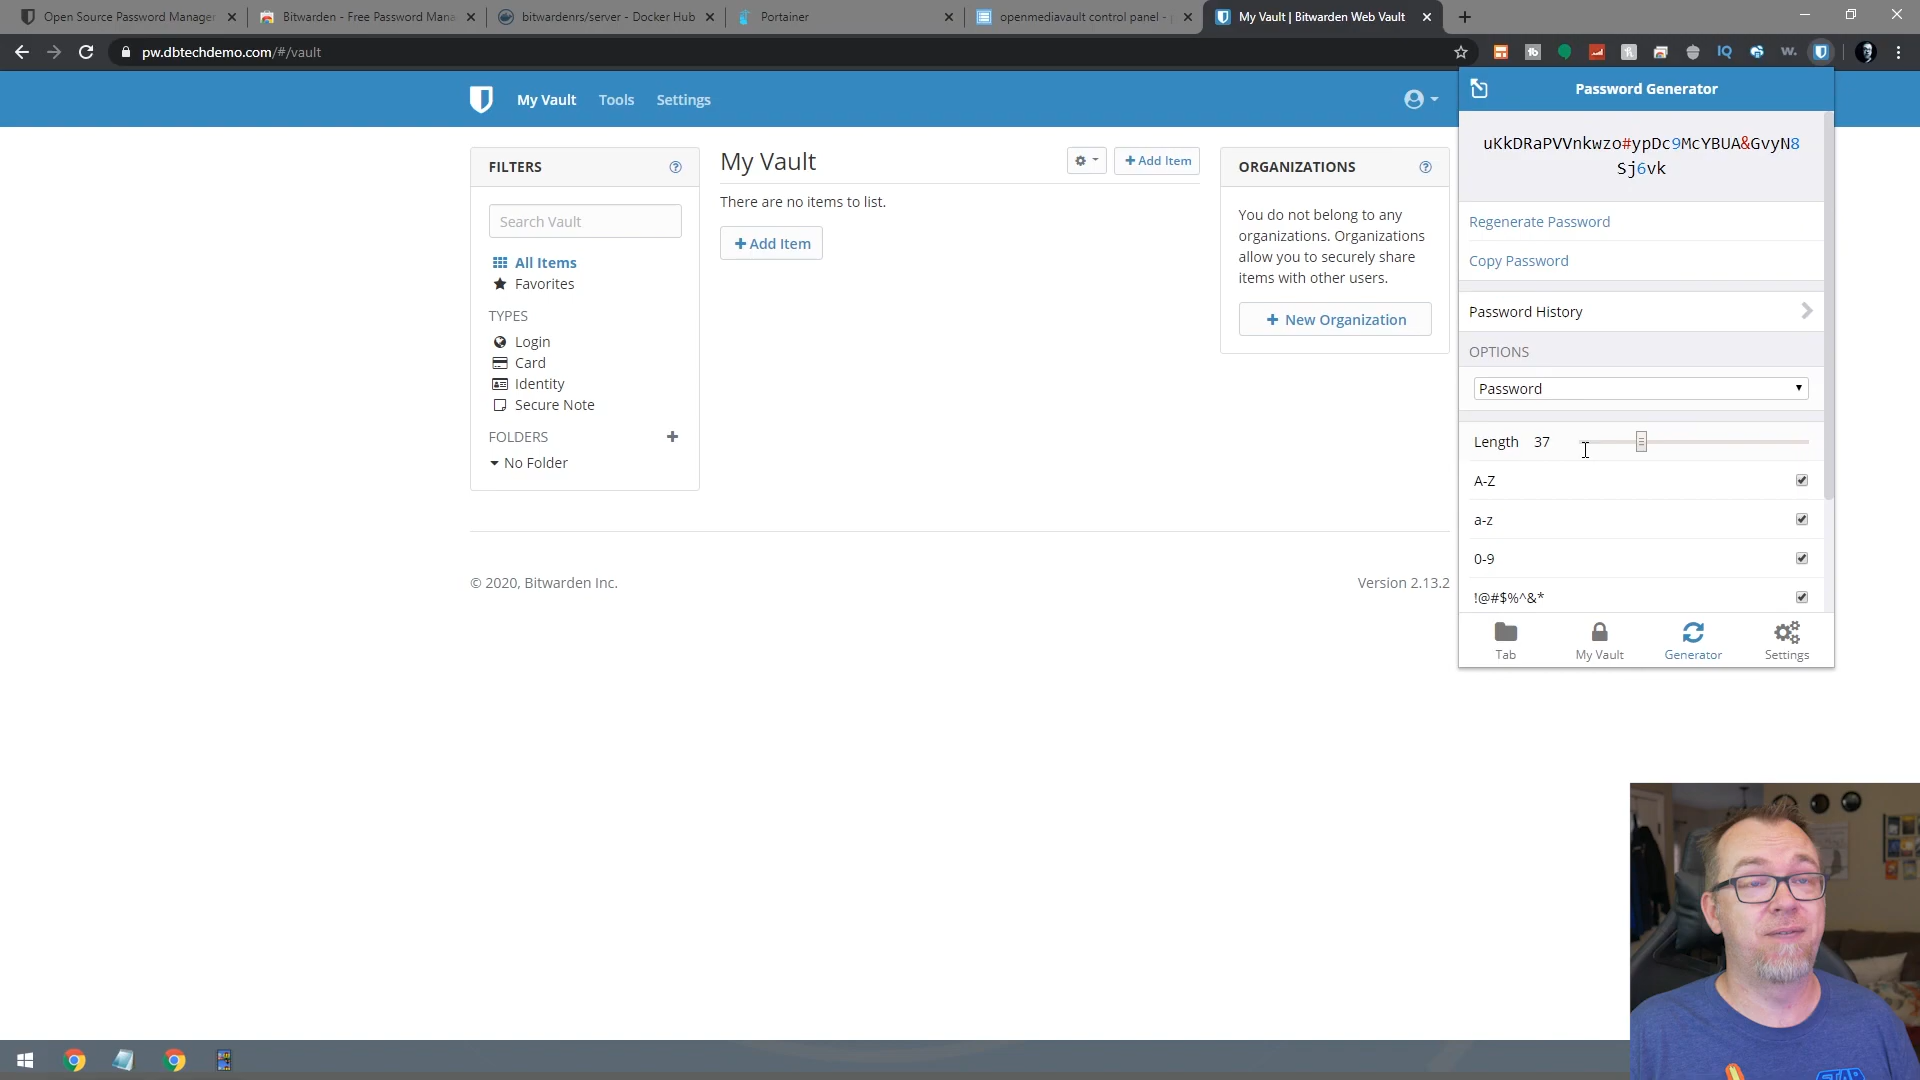 Open Source Password Manager
Bitwarden - Free Password Mana
bitwardenrs/server - Docker Hub
Portainer
openmediavault control panel -
My Vault | Bitwarden Web Vault
pw.dbtechdemo.com/#/vault
My Vault
Tools
Settings
FILTERS
Search Vault
All Items
Favorites
TYPES
Login
Card
Identity
Secure Note
FOLDERS
No Folder
My Vault
Add Item
There are no items to list.
Add Item
ORGANIZATIONS
You do not belong to any
organizations. Organizations
allow you to securely share
items with other users.
New Organization
© 2020, Bitwarden Inc.
Version 2.13.2
Password Generator
uKkDRaPVVnkwzo#ypDc9McYBUA&GvyN8
Sj6vk
Regenerate Password
Copy Password
Password History
OPTIONS
Password
Length 37
A-Z
a-z
0-9
!@#$%^&*
Tab
My Vault
Generator
Settings